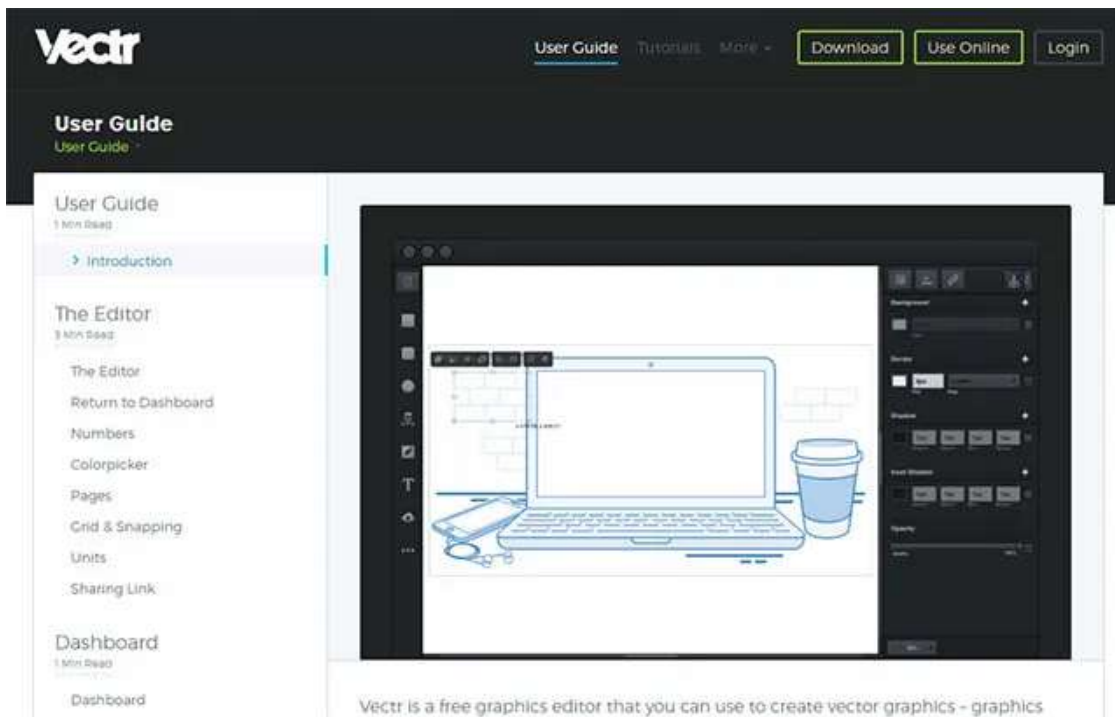 Vectr
User Guide Tutorials More Download Use Online Login
User Guide
User Guide
User Guide
1 Min Read
> Introduction
The Editor
3 Min Read
The Editor
Return to Dashboard
Numbers
Colorpicker
Pages
Grid & Snapping
Units
Sharing Link
Dashboard
1 Min Read
Dashboard
Background
Border
Shadow
Inner Shadow
Opacity
T
Vectr is a free graphics editor that you can use to create vector graphics - graphics